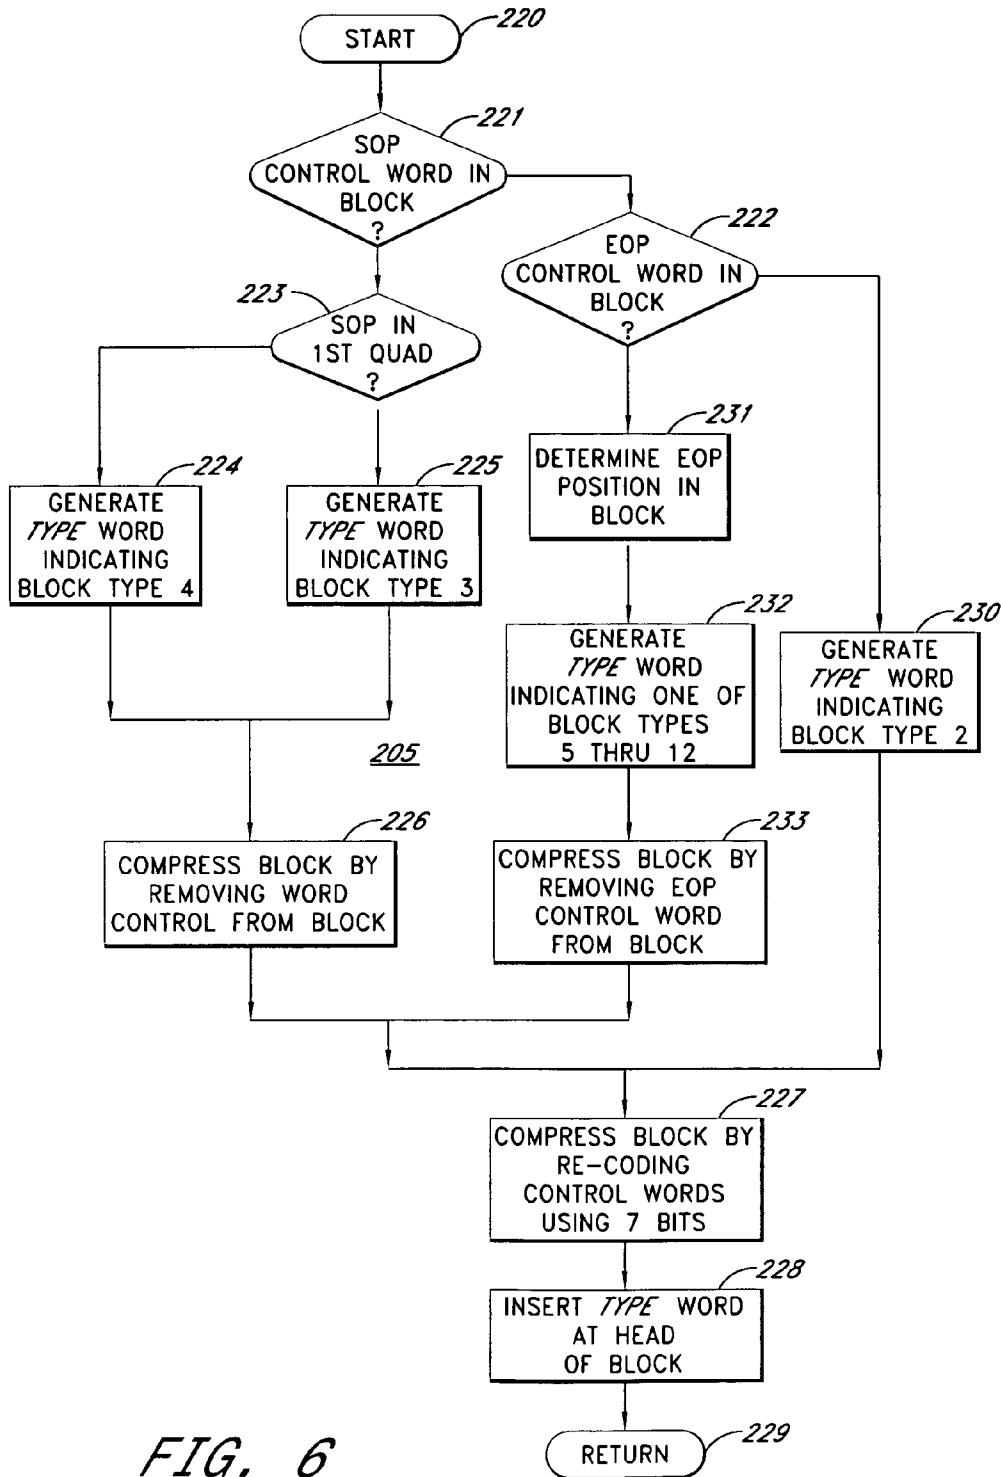 220
START
221
SOP
CONTROL WORD IN
BLOCK
?
222
EOP
CONTROL WORD IN
BLOCK
?
223
SOP IN
1ST QUAD
?
224
GENERATE
TYPE WORD
INDICATING
BLOCK TYPE 4
225
GENERATE
TYPE WORD
INDICATING
BLOCK TYPE 3
231
DETERMINE EOP
POSITION IN
BLOCK
232
GENERATE
TYPE WORD
INDICATING ONE OF
BLOCK TYPES
5 THRU 12
230
GENERATE
TYPE WORD
INDICATING
BLOCK TYPE 2
205
226
COMPRESS BLOCK BY
REMOVING WORD
CONTROL FROM BLOCK
233
COMPRESS BLOCK BY
REMOVING EOP
CONTROL WORD
FROM BLOCK
227
COMPRESS BLOCK BY
RE-CODING
CONTROL WORDS
USING 7 BITS
228
INSERT TYPE WORD
AT HEAD
OF BLOCK
RETURN
229
FIG. 6